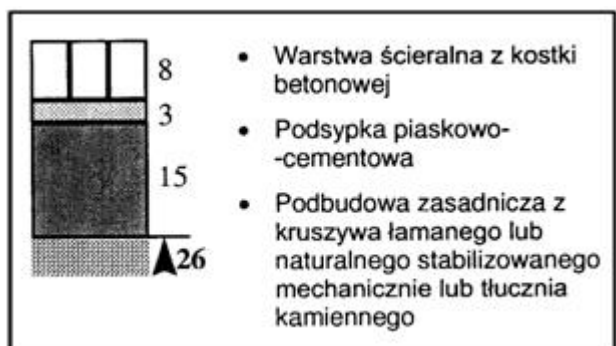 8
3
15
26
• Warstwa ścieralna z kostki
betonowej
• Podsypka piaskowo-
-cementowa
• Podbudowa zasadnicza z
kruszywa łamanego lub
naturalnego stabilizowanego
mechanicznie lub tłucznia
kamiennego